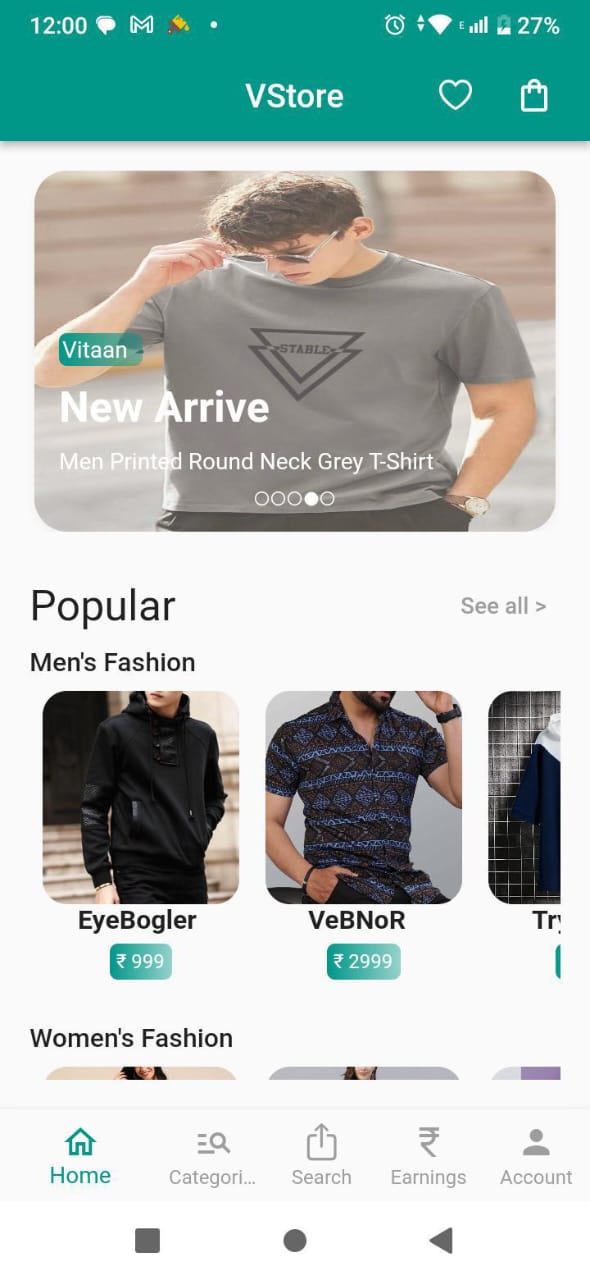 12:00
E
27%
VStore
STABLE
Vitaan
New Arrive
Men Printed Round Neck Grey T-Shirt
Popular
See all >
Men's Fashion
EyeBogler
VeBNoR
Try
₹ 999
₹ 2999
Women's Fashion
Home
Categori...
Search
Earnings
Account